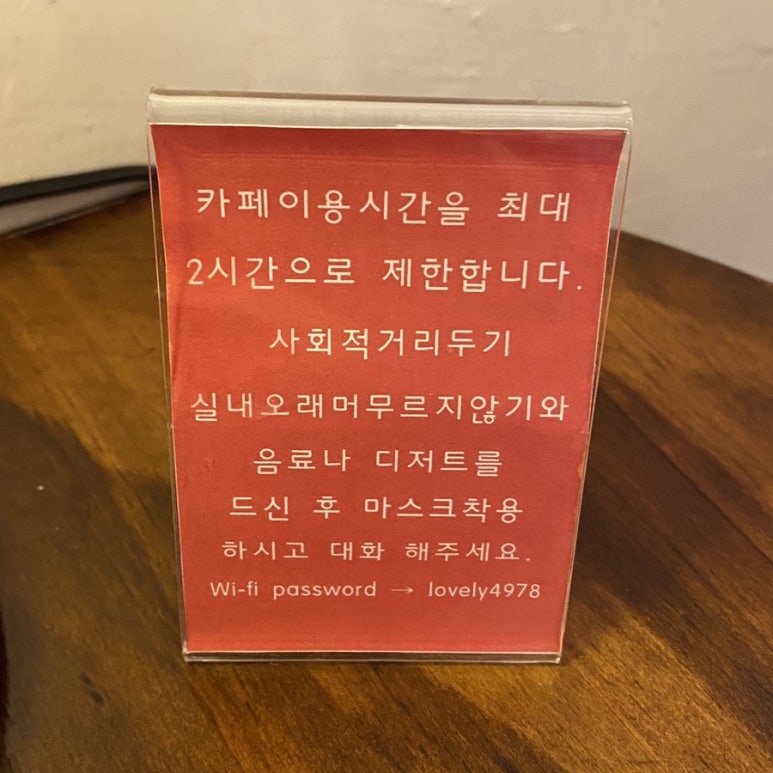 카페이용시간을 최대
2시간으로 제한합니다.
사회적거리두기
실내오래머무르지않기와
음료나 디저트를
드신 후 마스크착용
하시고 대화 해주세요.
Wi-fi password → lovely4978